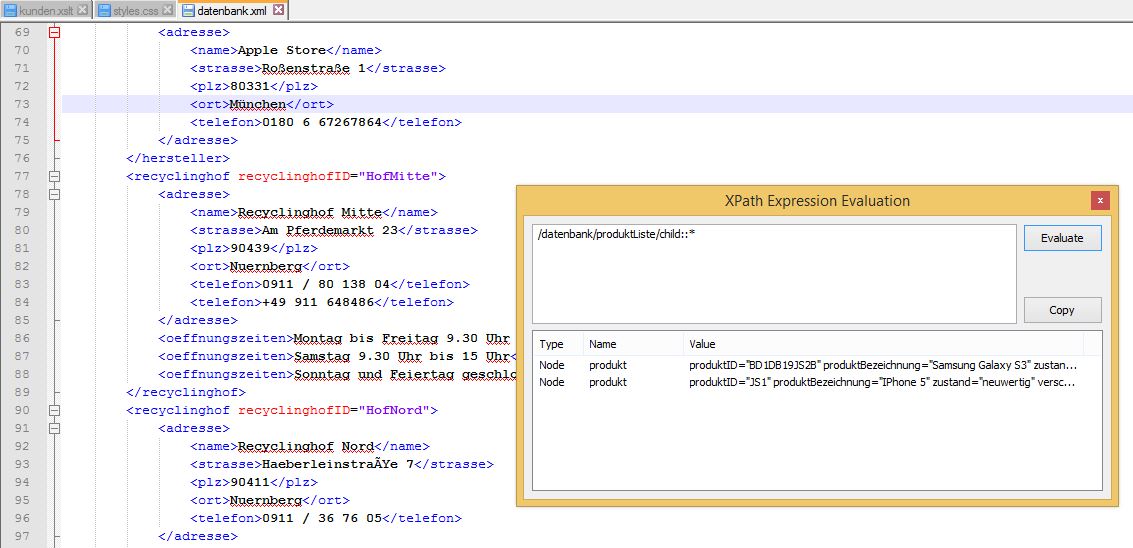 kunden.xslt styles.css datenbank.xml
69 <adresse>
70 <name>Apple Store</name>
71 <strasse>Roßenstraße 1</strasse>
72 <plz>80331</plz>
73 <ort>München</ort>
74 <telefon>0180 6 67267864</telefon>
75 </adresse>
76 </hersteller>
77 <recyclinghof recyclinghofID="HofMitte">
78 <adresse>
79 <name>Recyclinghof Mitte</name>
80 <strasse>Am Pferdemarkt 23</strasse>
81 <plz>90439</plz>
82 <ort>Nuernberg</ort>
83 <telefon>0911 / 80 138 04</telefon>
84 <telefon>+49 911 648486</telefon>
85 </adresse>
86 <oeffnungszeiten>Montag bis Freitag 9.30 Uhr
87 <oeffnungszeiten>Samstag 9.30 Uhr bis 15 Uhr<
88 <oeffnungszeiten>Sonntag und Feiertag geschlo
89 </recyclinghof>
90 <recyclinghof recyclinghofID="HofNord">
91 <adresse>
92 <name>Recyclinghof Nord</name>
93 <strasse>HaeberleinstraÃŸe 7</strasse>
94 <plz>90411</plz>
95 <ort>Nuernberg</ort>
96 <telefon>0911 / 36 76 05</telefon>
97 </adresse>
XPath Expression Evaluation x
/datenbank/produktListe/child::*
Evaluate
Copy
Type Name Value
Node produkt produktID="BD1DB19JS2B" produktBezeichnung="Samsung Galaxy S3" zustan...
Node produkt produktID="JS1" produktBezeichnung="IPhone 5" zustand="neuwertig" versc...